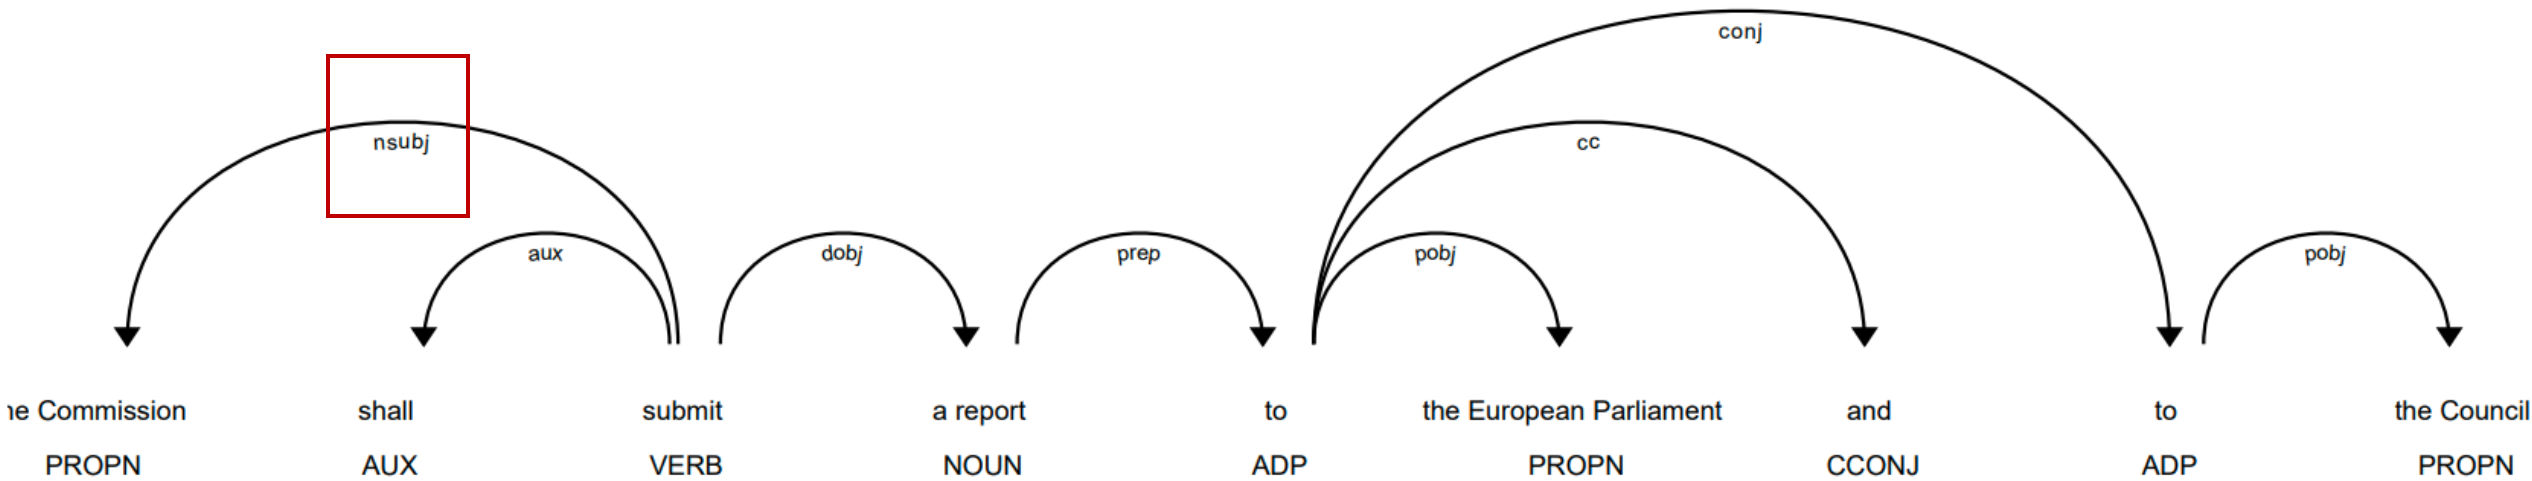 conj
nsubj cc
aux dobj prep pobj pobj
he Commission shall submit a report to the European Parliament and to the Council
PROPN AUX VERB NOUN ADP PROPN CCONJ ADP PROPN